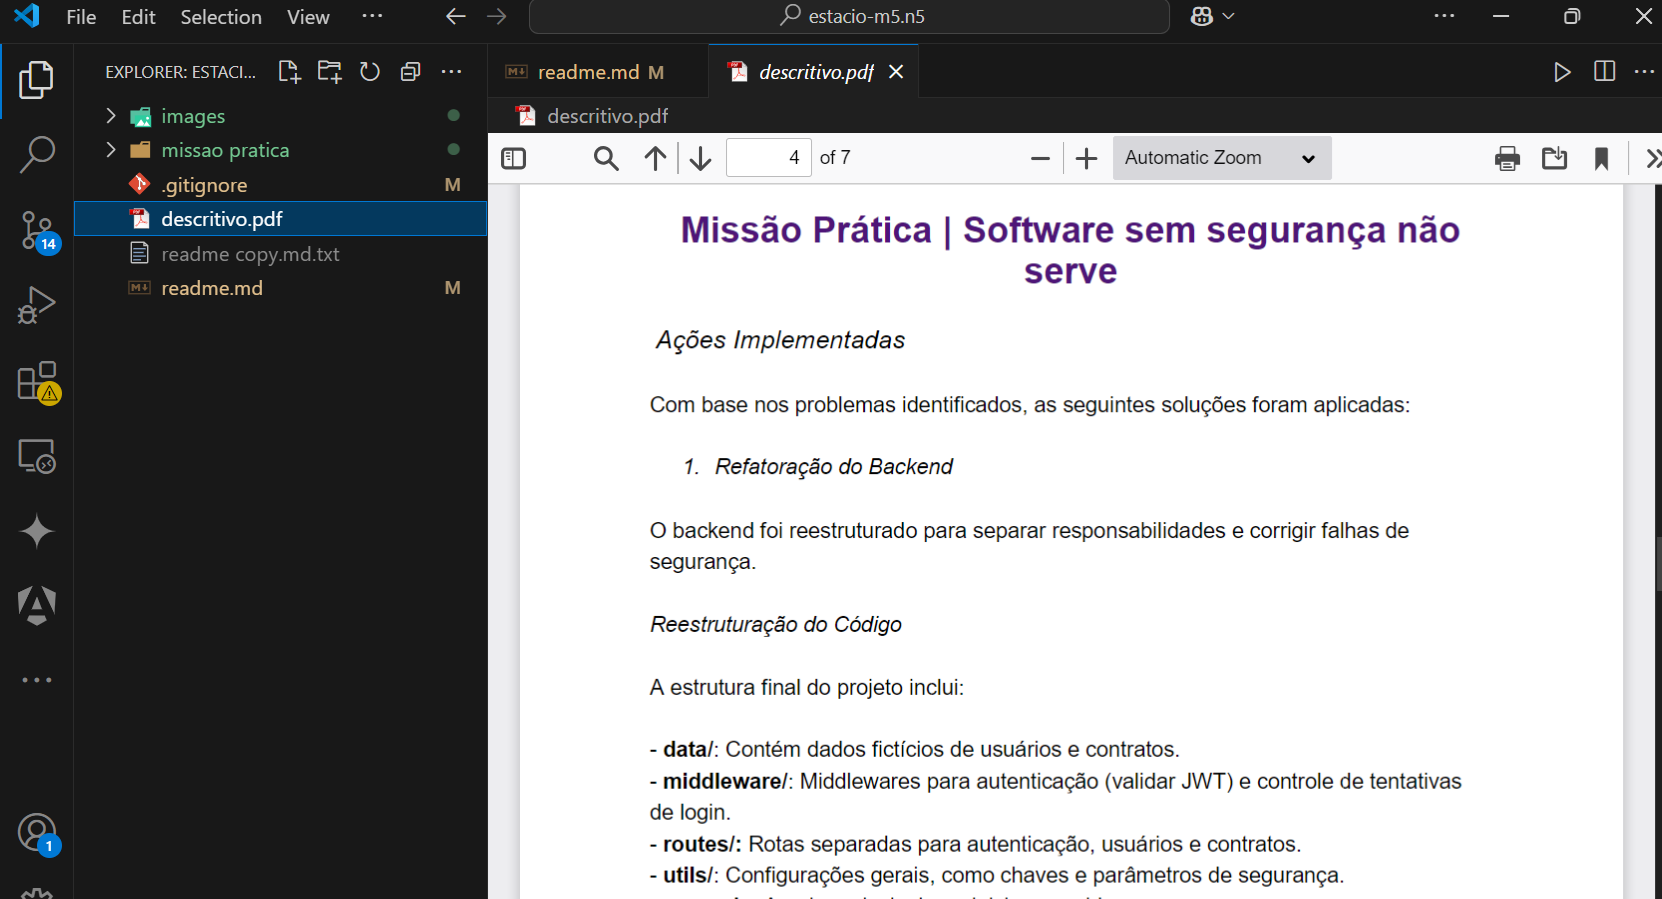 File Edit Selection View ... estacio-m5.n5
EXPLORER: ESTACI...
images
missao pratica
.gitignore M
descritivo.pdf
readme copy.md.txt
readme.md M
14
1
readme.md M descritivo.pdf
descritivo.pdf
4 of 7 Automatic Zoom
Missão Prática | Software sem segurança não
serve
Ações Implementadas
Com base nos problemas identificados, as seguintes soluções foram aplicadas:
1. Refatoração do Backend
O backend foi reestruturado para separar responsabilidades e corrigir falhas de
segurança.
Reestruturação do Código
A estrutura final do projeto inclui:
- data/: Contém dados fictícios de usuários e contratos.
- middleware/: Middlewares para autenticação (validar JWT) e controle de tentativas
de login.
- routes/: Rotas separadas para autenticação, usuários e contratos.
- utils/: Configurações gerais, como chaves e parâmetros de segurança.